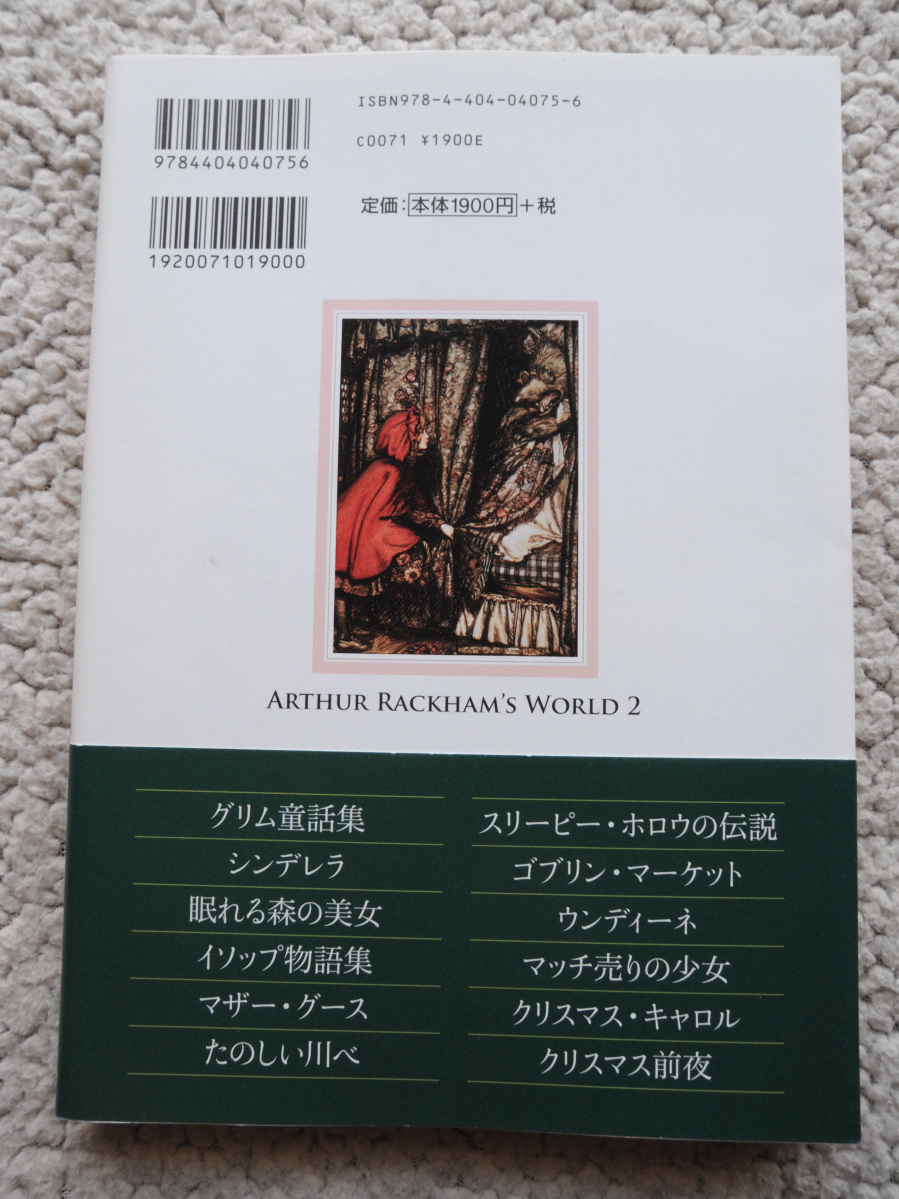 ISBN978-4-404-04075-6
9784404040756
C0071 ¥1900E
定価：本体1900円＋税
1920071019000
ARTHUR RACKHAM'S WORLD 2
グリム童話集
シンデレラ
眠れる森の美女
イソップ物語集
マザー・グース
たのしい川べ
スリーピー・ホロウの伝説
ゴブリン・マーケット
ウンディーネ
マッチ売りの少女
クリスマス・キャロル
クリスマス前夜